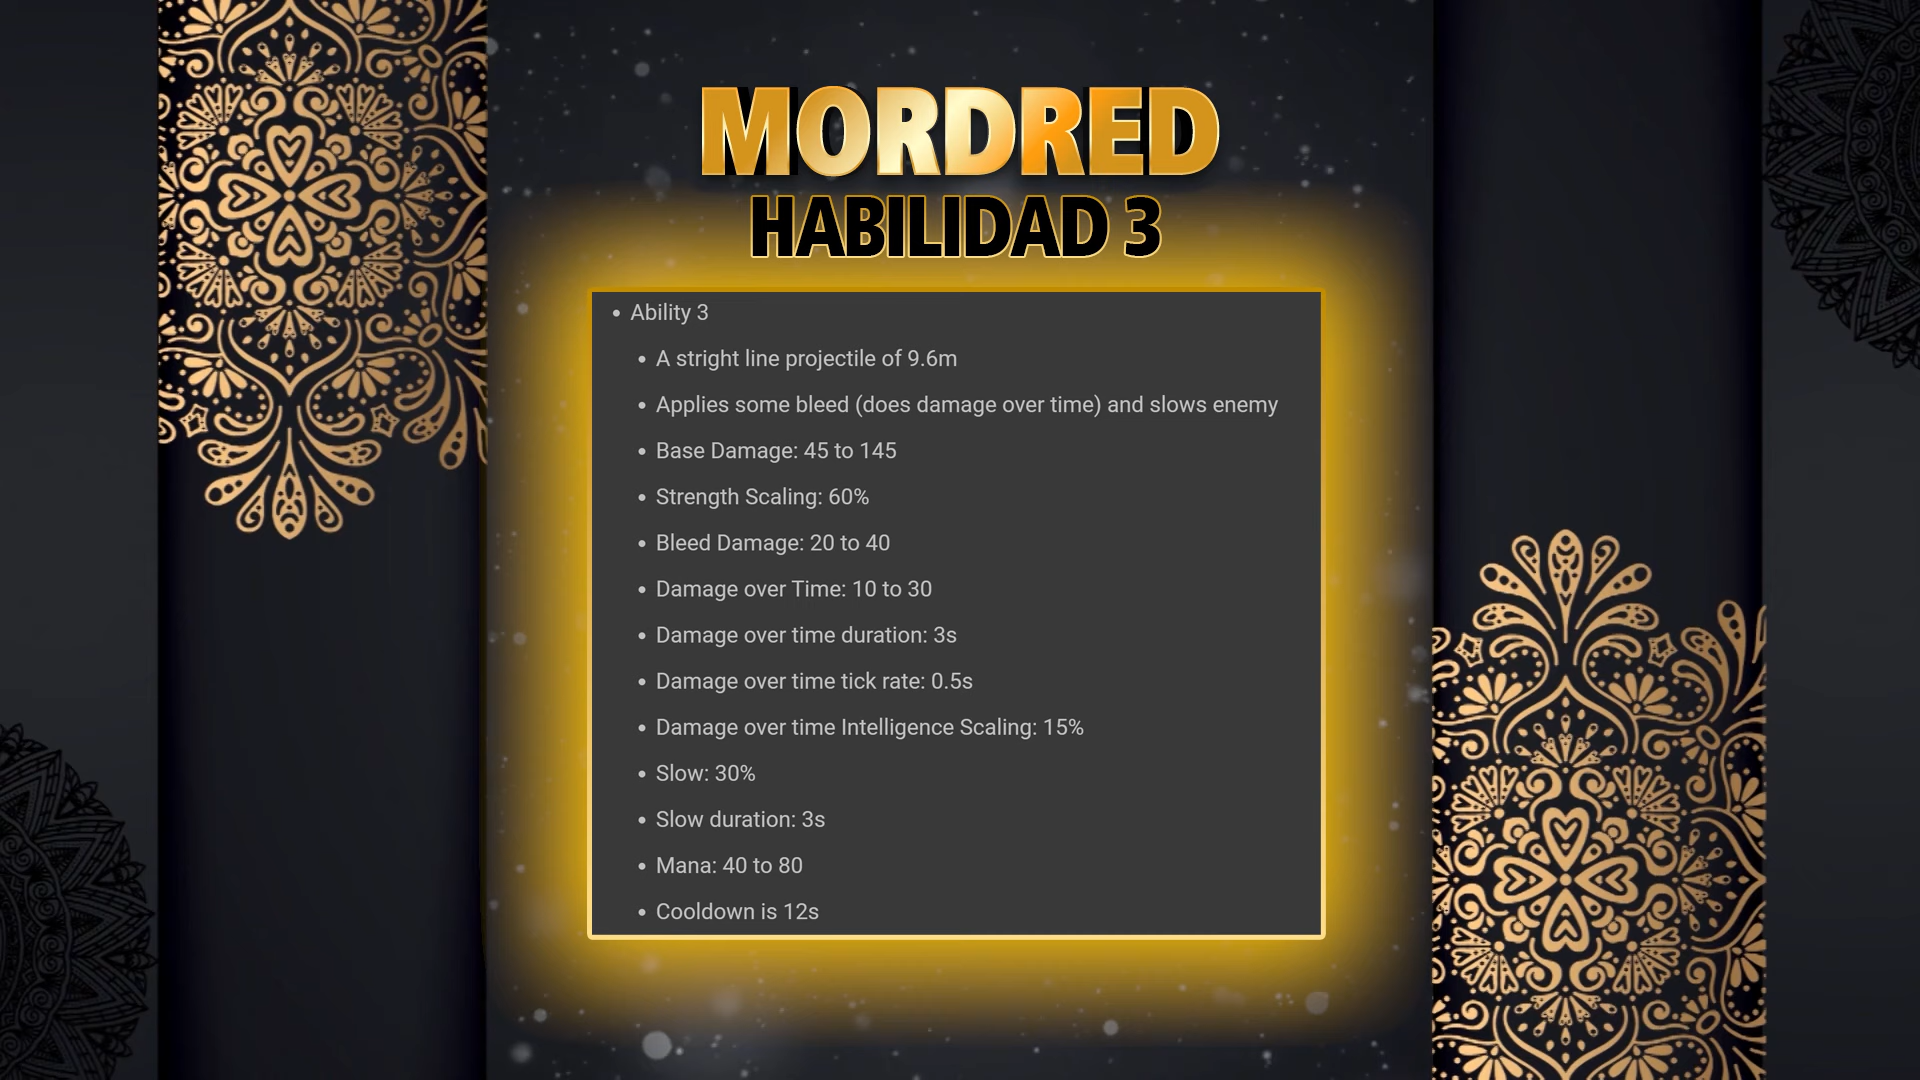 MORDRED
HABILIDAD 3
• Ability 3
• A stright line projectile of 9.6m
• Applies some bleed (does damage over time) and slows enemy
• Base Damage: 45 to 145
• Strength Scaling: 60%
• Bleed Damage: 20 to 40
• Damage over Time: 10 to 30
• Damage over time duration: 3s
• Damage over time tick rate: 0.5s
• Damage over time Intelligence Scaling: 15%
• Slow: 30%
• Slow duration: 3s
• Mana: 40 to 80
• Cooldown is 12s